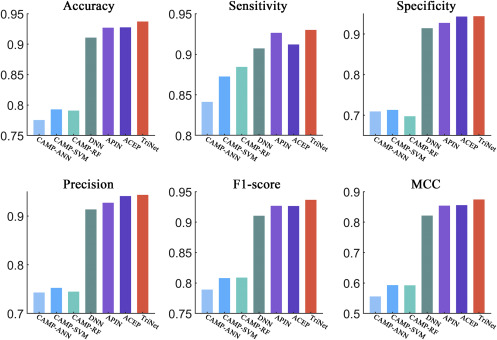 Accuracy
0.95
0.9
0.85
0.8
0.75
CAMP-ANN
CAMP-SVM
CAMP-RF
DNN
APIN
ACEP
TriNet
Sensitivity
0.95
0.9
0.85
0.8
CAMP-ANN
CAMP-SVM
CAMP-RF
DNN
APIN
ACEP
TriNet
Specificity
0.9
0.8
0.7
CAMP-ANN
CAMP-SVM
CAMP-RF
DNN
APIN
ACEP
TriNet
Precision
0.9
0.8
0.7
CAMP-ANN
CAMP-SVM
CAMP-RF
DNN
APIN
ACEP
TriNet
F1-score
0.95
0.9
0.85
0.8
0.75
CAMP-ANN
CAMP-SVM
CAMP-RF
DNN
APIN
ACEP
TriNet
MCC
0.9
0.8
0.7
0.6
0.5
CAMP-ANN
CAMP-SVM
CAMP-RF
DNN
APIN
ACEP
TriNet